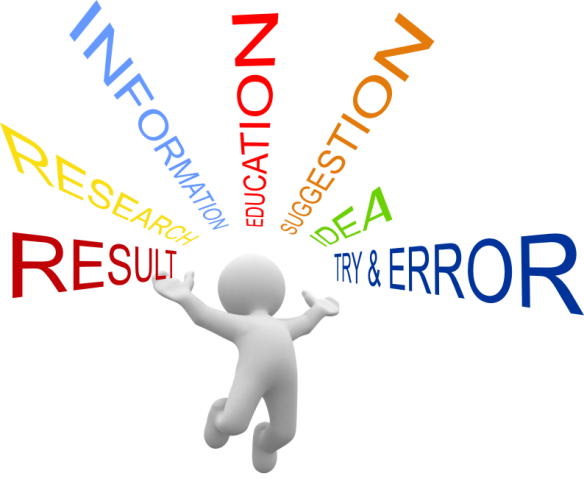 RESULT
RESEARCH
INFORMATION
EDUCATION
SUGGESTION
IDEA
TRY & ERROR